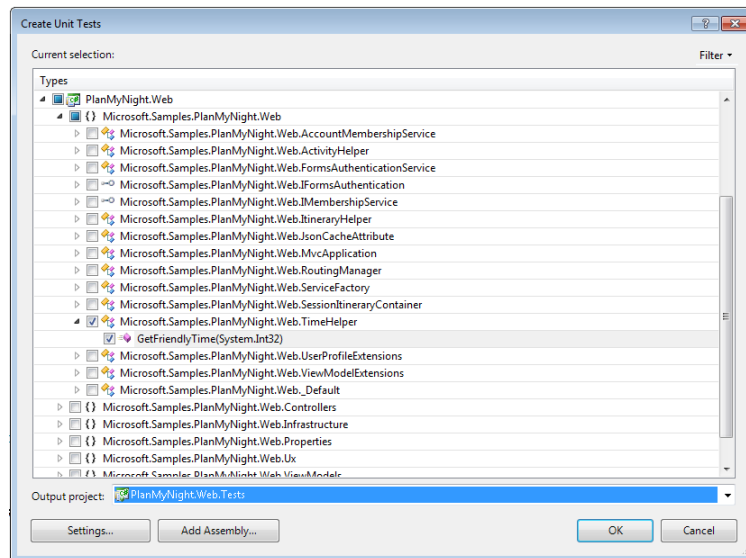 Create Unit Tests
Current selection:
Filter
Types
PlanMyNight.Web
{} Microsoft.Samples.PlanMyNight.Web
Microsoft.Samples.PlanMyNight.Web.AccountMembershipService
Microsoft.Samples.PlanMyNight.Web.ActivityHelper
Microsoft.Samples.PlanMyNight.Web.FormsAuthenticationService
Microsoft.Samples.PlanMyNight.Web.IFormsAuthentication
Microsoft.Samples.PlanMyNight.Web.IMembershipService
Microsoft.Samples.PlanMyNight.Web.ItineraryHelper
Microsoft.Samples.PlanMyNight.Web.JsonCacheAttribute
Microsoft.Samples.PlanMyNight.Web.MvcApplication
Microsoft.Samples.PlanMyNight.Web.RoutingManager
Microsoft.Samples.PlanMyNight.Web.ServiceFactory
Microsoft.Samples.PlanMyNight.Web.SessionItineraryContainer
Microsoft.Samples.PlanMyNight.Web.TimeHelper
GetFriendlyTime(System.Int32)
Microsoft.Samples.PlanMyNight.Web.UserProfileExtensions
Microsoft.Samples.PlanMyNight.Web.ViewModelExtensions
Microsoft.Samples.PlanMyNight.Web._Default
{} Microsoft.Samples.PlanMyNight.Web.Controllers
{} Microsoft.Samples.PlanMyNight.Web.Infrastructure
{} Microsoft.Samples.PlanMyNight.Web.Properties
{} Microsoft.Samples.PlanMyNight.Web.Ux
{} Microsoft.Samples.PlanMyNight.Web.ViewModels
Output project: PlanMyNight.Web.Tests
Settings... Add Assembly... OK Cancel